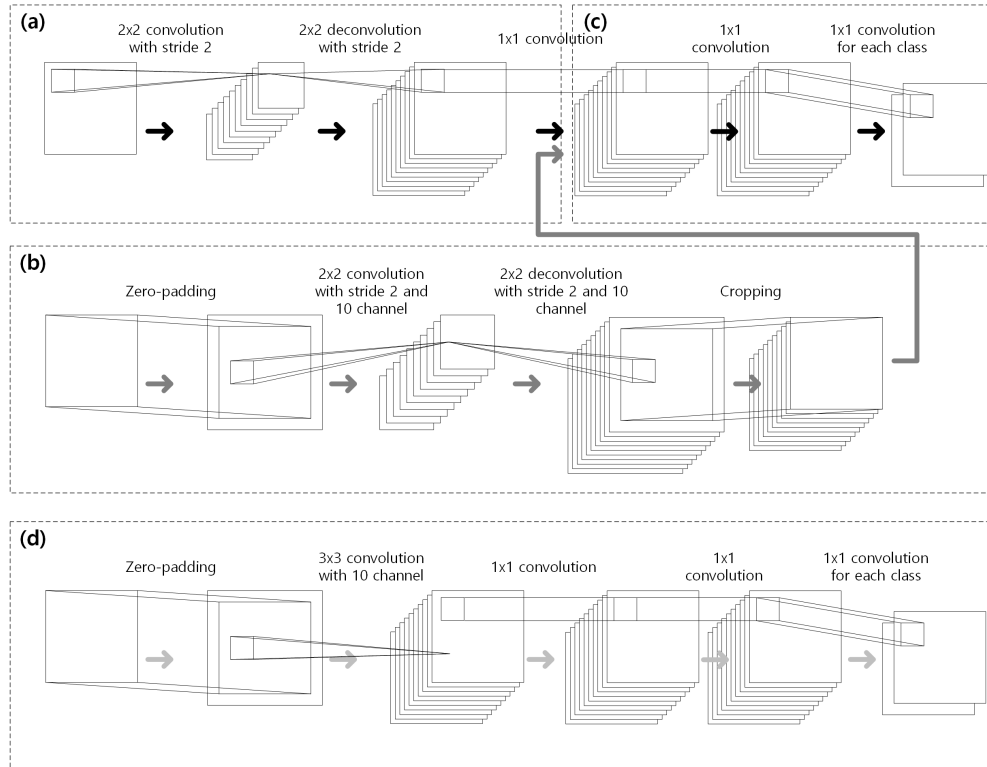 (a)
2x2 convolution
with stride 2
2x2 deconvolution
with stride 2
1x1 convolution
(c)
1x1
convolution
1x1 convolution
for each class
(b)
Zero-padding
2x2 convolution
with stride 2 and
10 channel
2x2 deconvolution
with stride 2 and 10
channel
Cropping
(d)
Zero-padding
3x3 convolution
with 10 channel
1x1 convolution
1x1
convolution
1x1 convolution
for each class